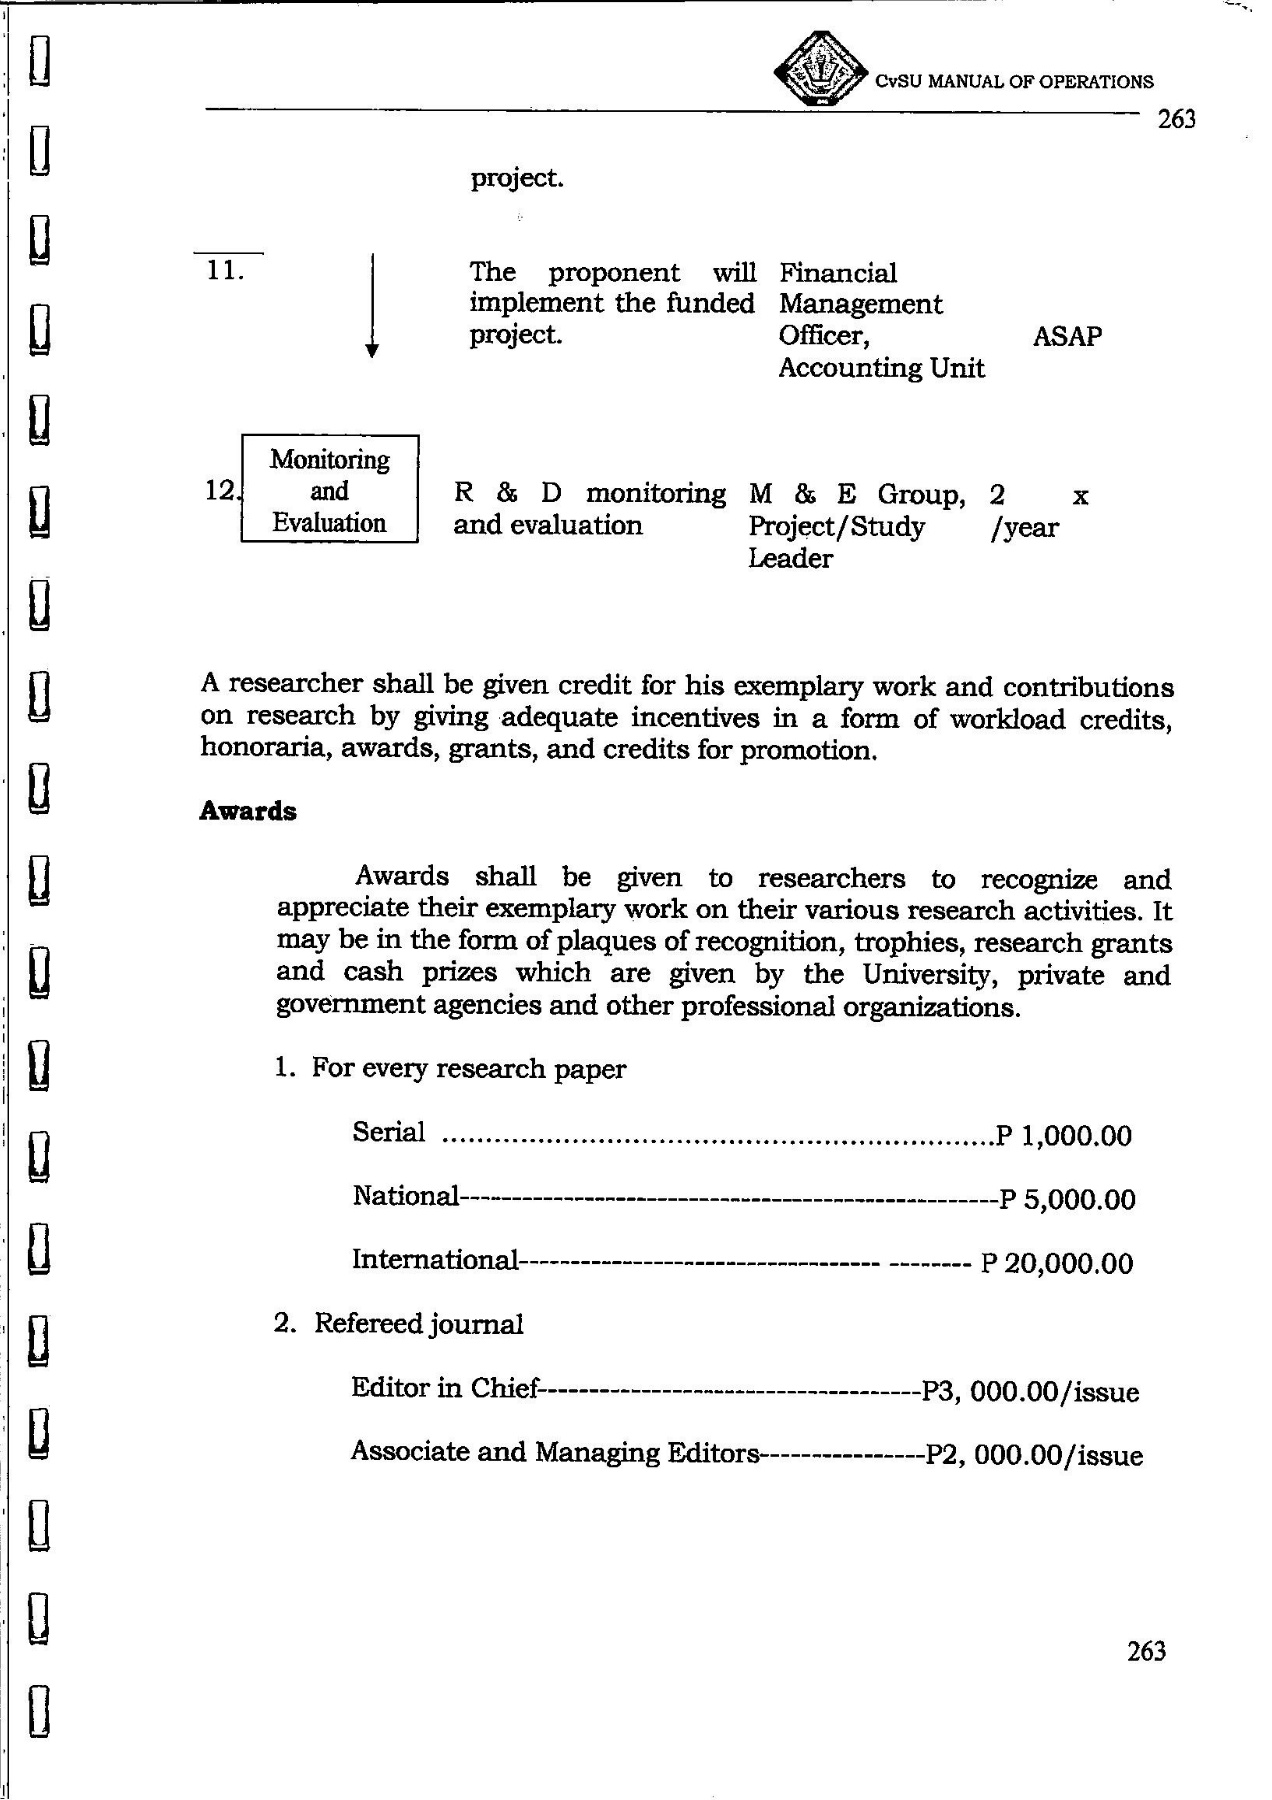 CvSU MANUAL OF OPERATIONS
263
project.
11.
The proponent will
implement the funded
project.
Financial
Management
Officer,
Accounting Unit
ASAP
12.
Monitoring
and
Evaluation
R & D monitoring
and evaluation
M & E Group,
Project/Study
Leader
2 x
/year
A researcher shall be given credit for his exemplary work and contributions
on research by giving adequate incentives in a form of workload credits,
honoraria, awards, grants, and credits for promotion.
Awards
Awards shall be given to researchers to recognize and
appreciate their exemplary work on their various research activities. It
may be in the form of plaques of recognition, trophies, research grants
and cash prizes which are given by the University, private and
government agencies and other professional organizations.
1. For every research paper
Serial ................................................................P 1,000.00
National----------------------------------------------------P 5,000.00
International----------------------------------- -------- P 20,000.00
2. Refereed journal
Editor in Chief-------------------------------------P3, 000.00/issue
Associate and Managing Editors----------------P2, 000.00/issue
263